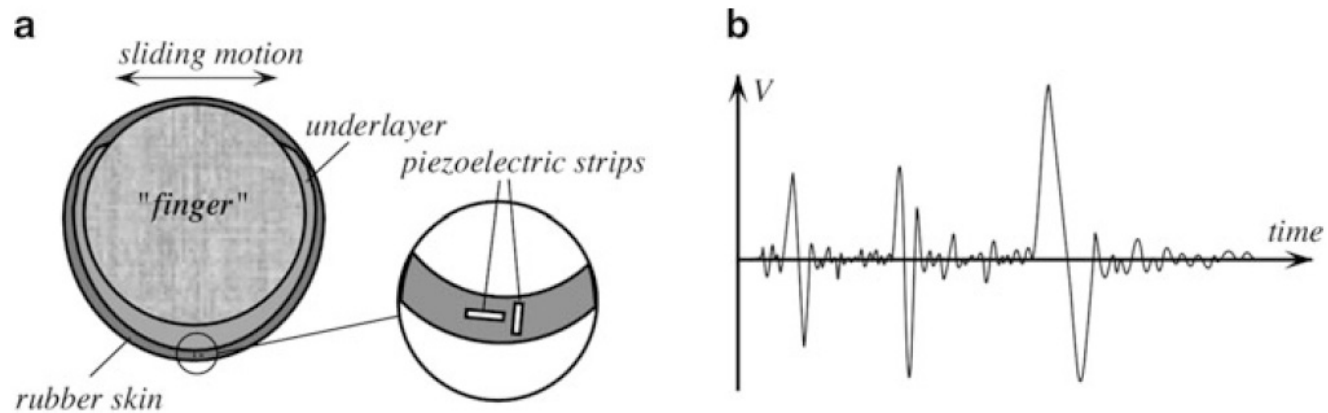 a
sliding motion
underlayer
piezoelectric strips
"finger"
rubber skin
b
V
time